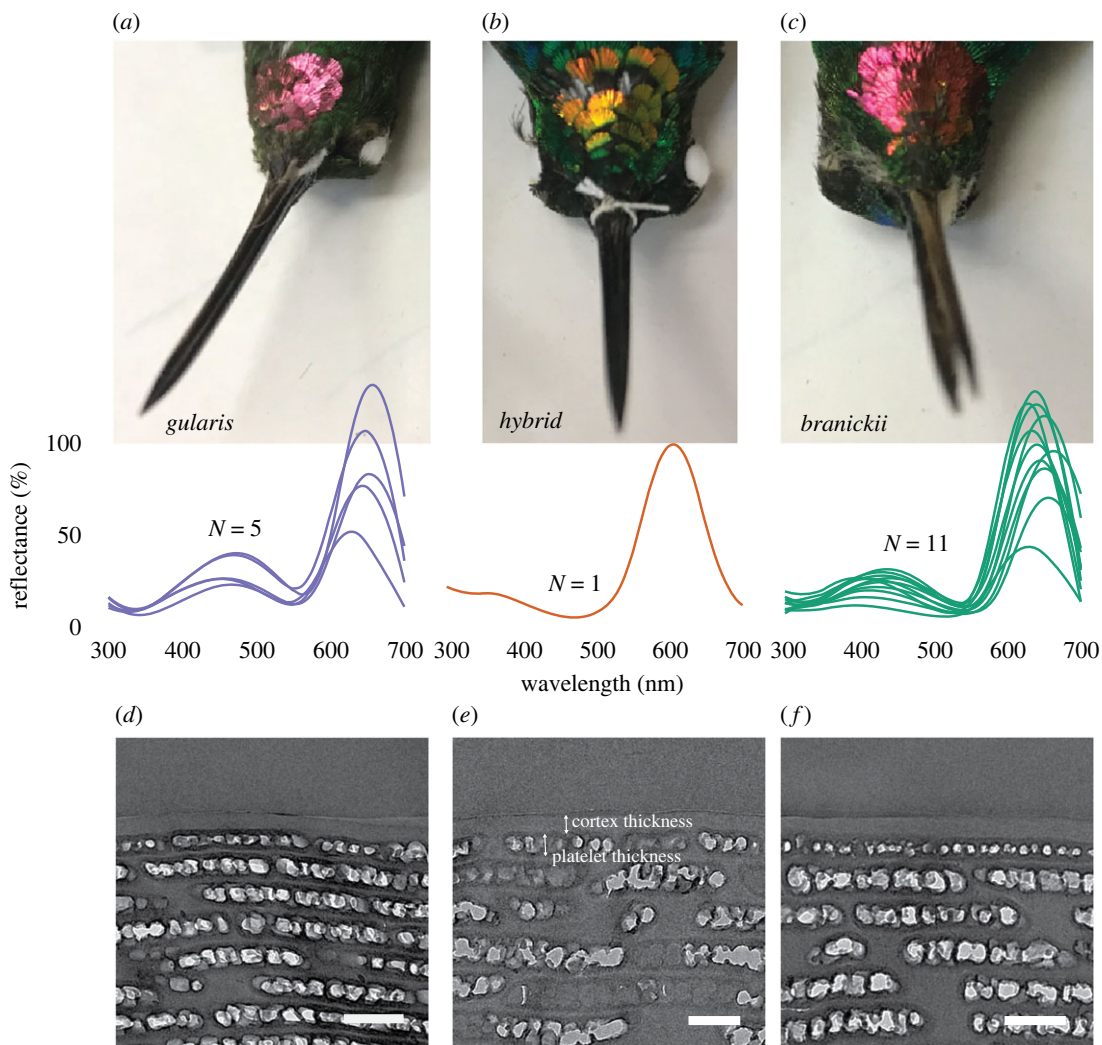 (a) (b) (c)
gularis hybrid branickii
100
50
0
reflectance (%)
N = 5 N = 1 N = 11
300 400 500 600 700 300 400 500 600 700 300 400 500 600 700
wavelength (nm)
(d) (e) (f)
cortex thickness
platelet thickness